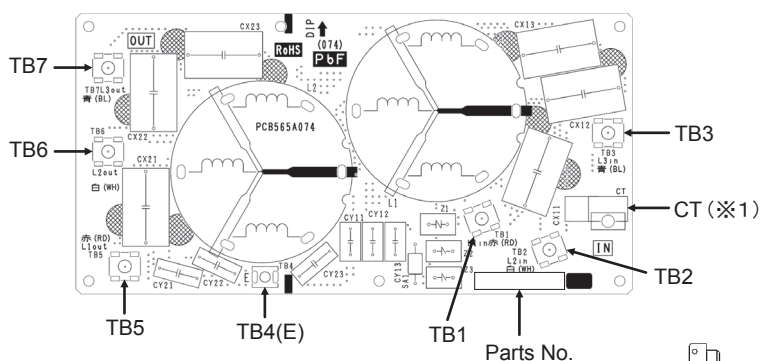 CX23
OUT
DIP
(074)
RoHS
PbF
CX13
TB7
TB7L3out
青(BL)
L2
TB6
TB6
L2out
白(WH)
CX22
CX21
PCB565A074
CX12
TB3
L3in
青(BL)
TB3
CT
CT(※1)
CX11
赤(RD)
L1out
TB5
TB5
CY21
CY22
E
TB4
TB4(E)
CY23
CY11
CY12
CY13
SA1
L1
Z1
Z3
TB1
赤(RD)
TB1
TB2
L2in
白(WH)
IN
TB2
Parts No.